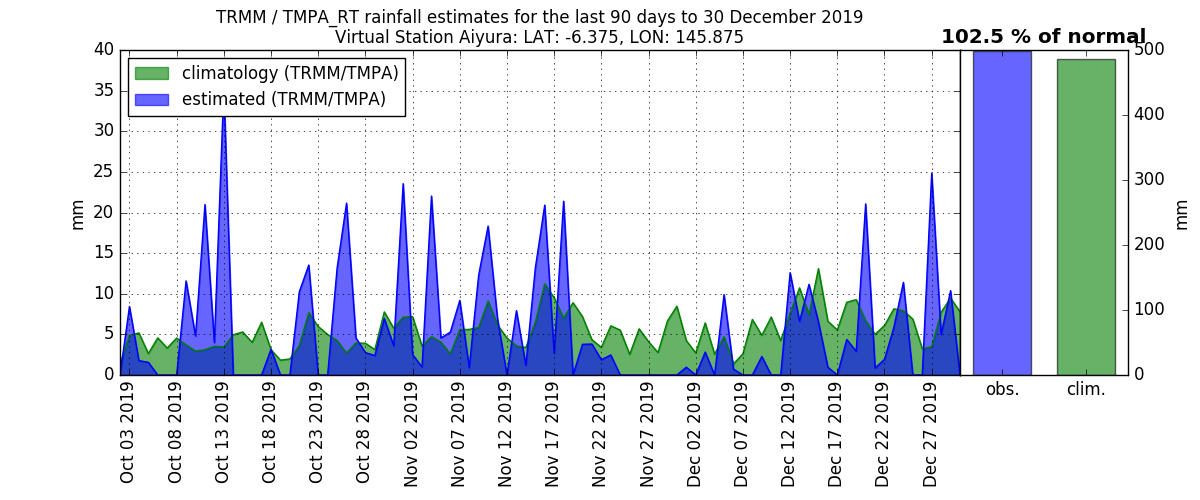 TRMM / TMPA_RT rainfall estimates for the last 90 days to 30 December 2019
Virtual Station Aiyura: LAT: -6.375, LON: 145.875
102.5 % of normal
climatology (TRMM/TMPA)
estimated (TRMM/TMPA)
mm
40
35
30
25
20
15
10
5
0
Oct 03 2019
Oct 08 2019
Oct 13 2019
Oct 18 2019
Oct 23 2019
Oct 28 2019
Nov 02 2019
Nov 07 2019
Nov 12 2019
Nov 17 2019
Nov 22 2019
Nov 27 2019
Dec 02 2019
Dec 07 2019
Dec 12 2019
Dec 17 2019
Dec 22 2019
Dec 27 2019
obs.
clim.
500
400
300
200
100
0
mm